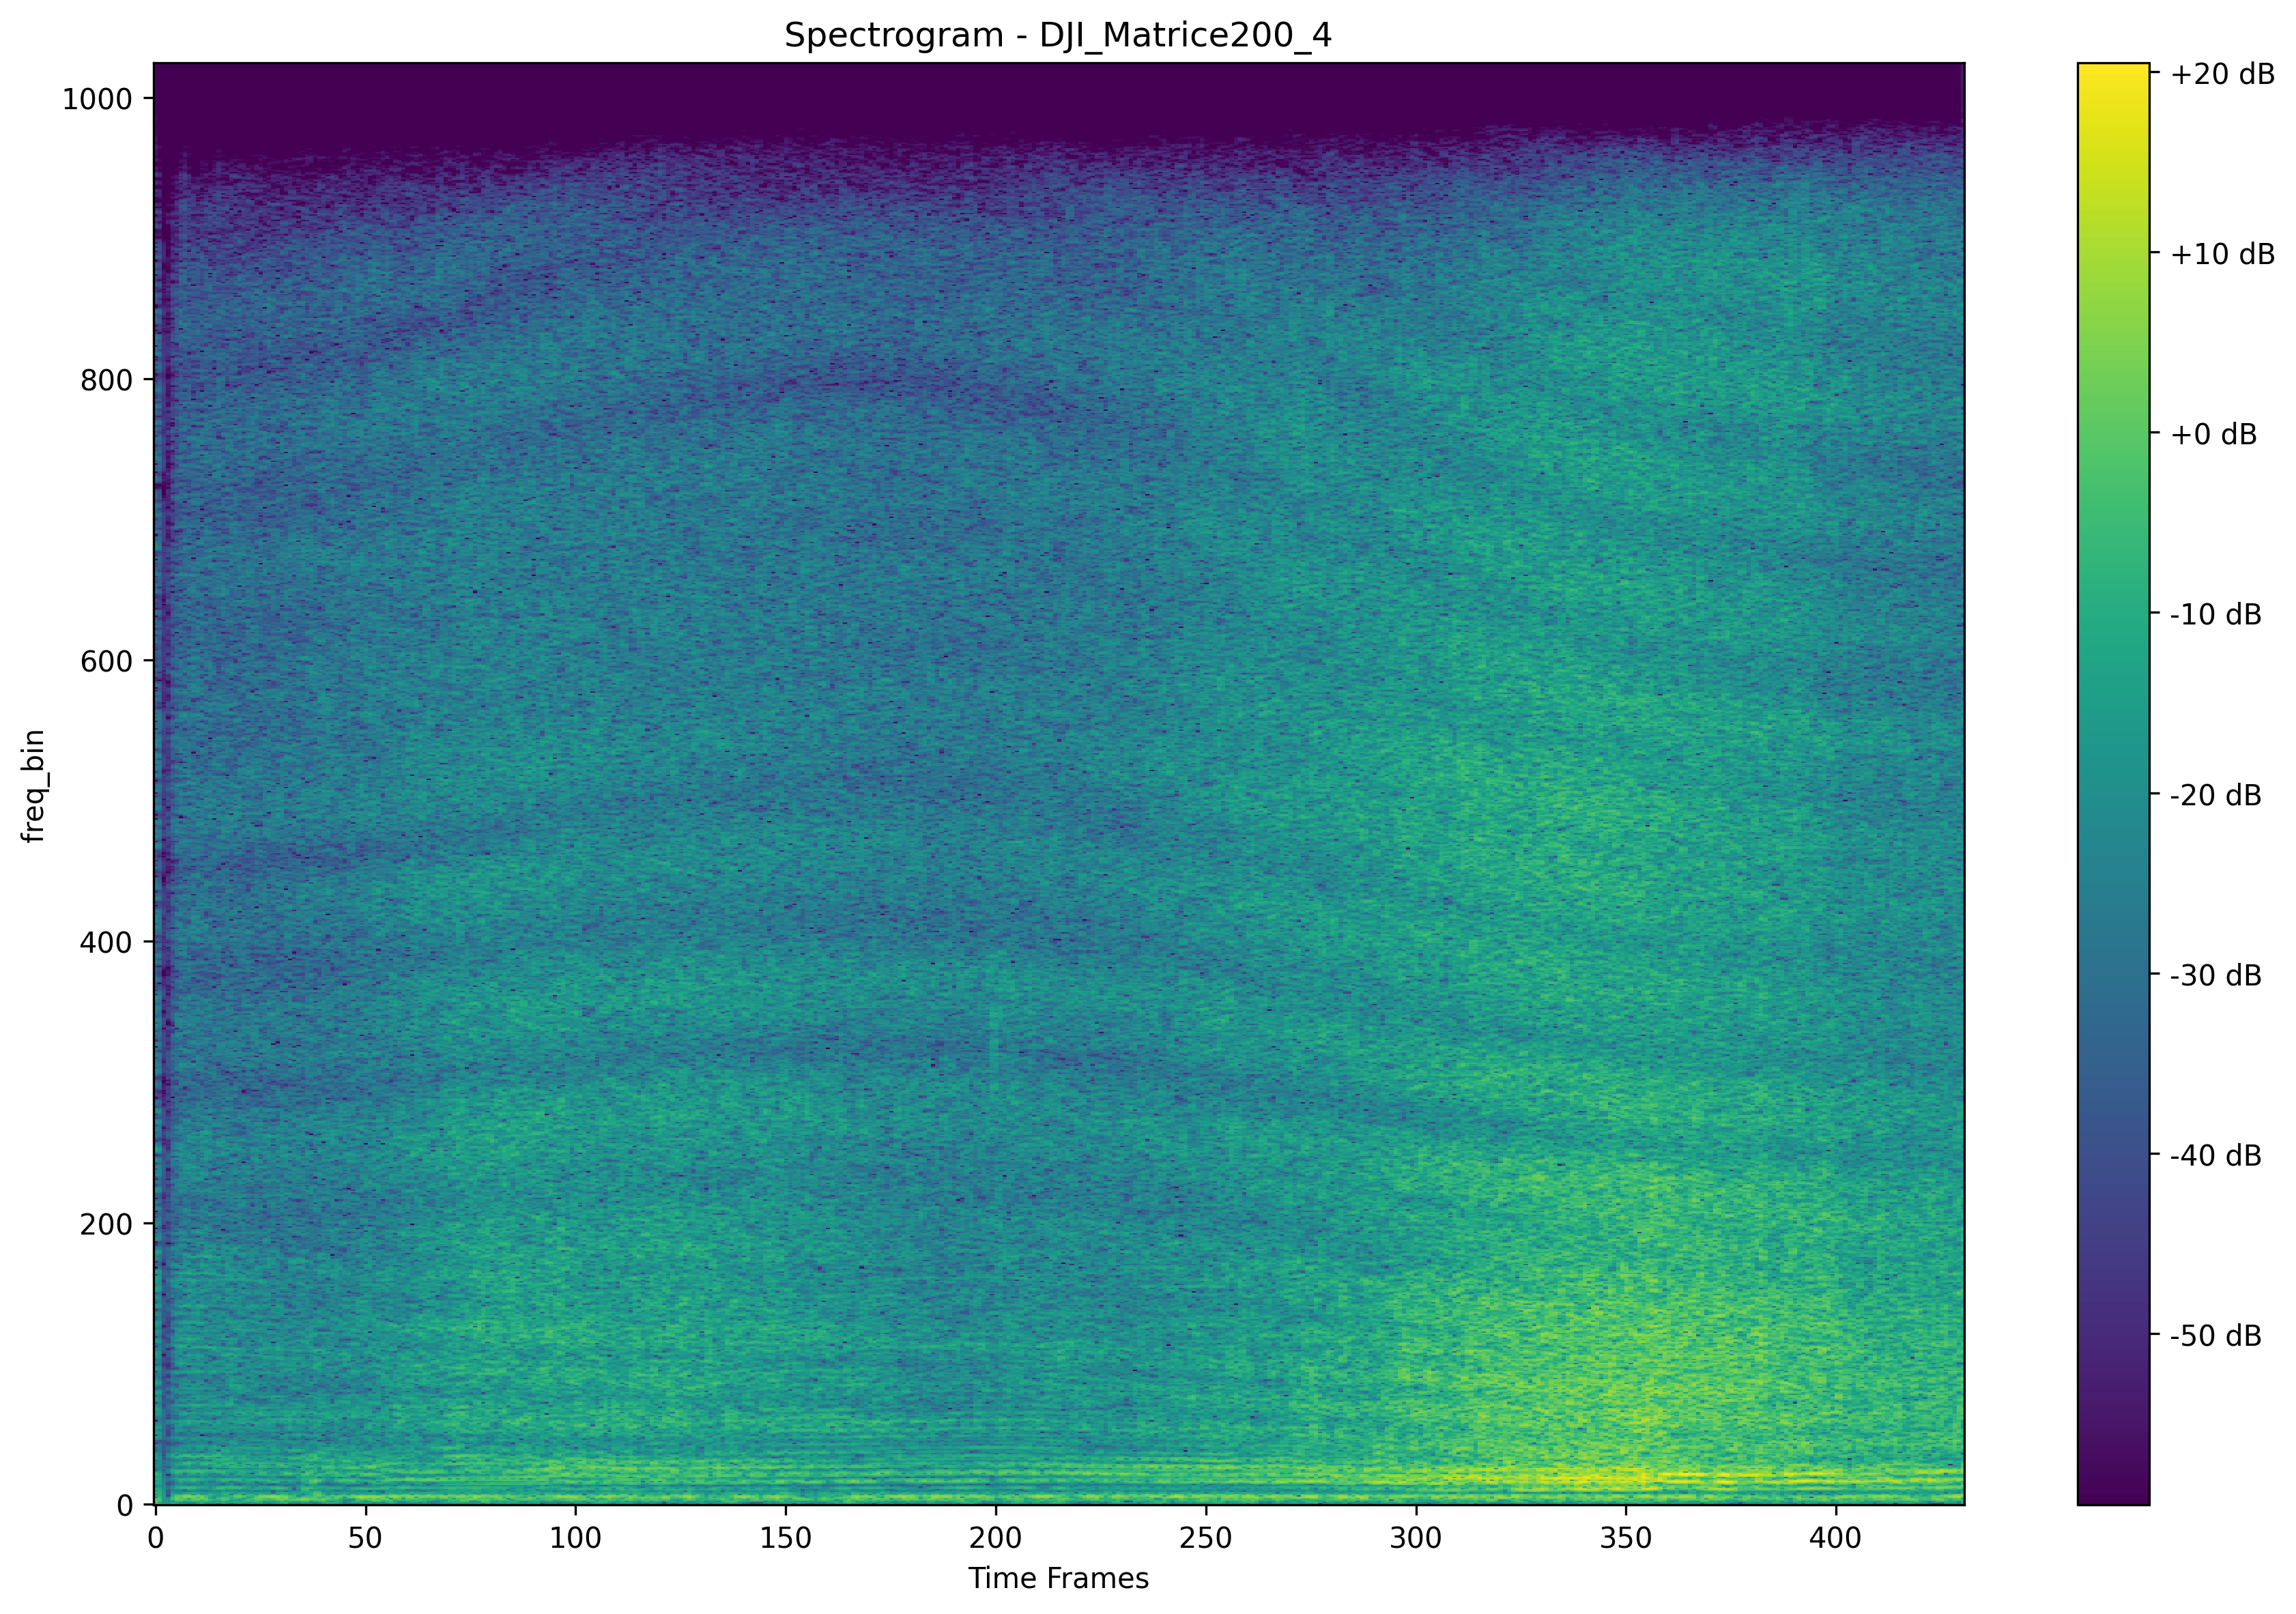 Spectrogram - DJI_Matrice200_4
1000
800
600
400
200
0
freq_bin
0 50 100 150 200 250 300 350 400
Time Frames
+20 dB
+10 dB
+0 dB
-10 dB
-20 dB
-30 dB
-40 dB
-50 dB